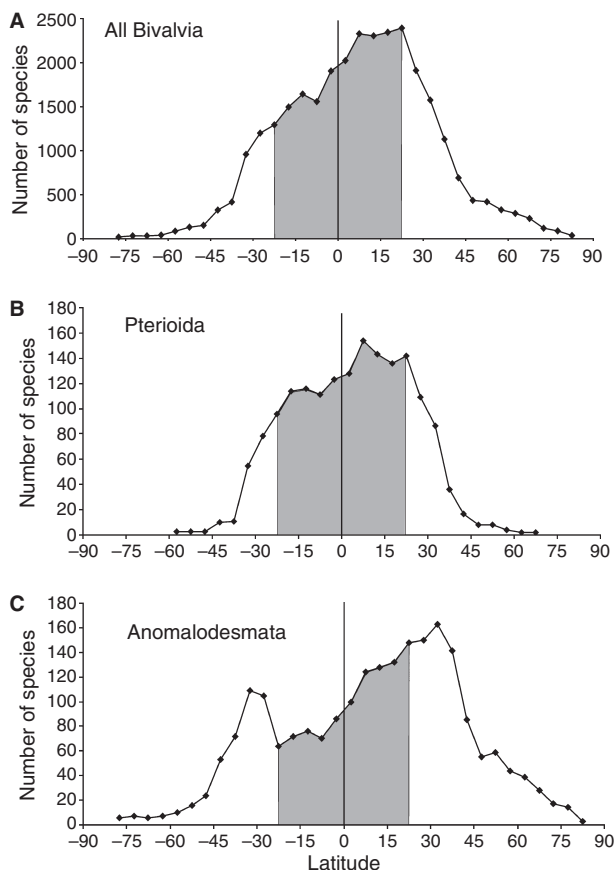 A
All Bivalvia
Number of species
2500
2000
1500
1000
500
0
–90 –75 –60 –45 –30 –15 0 15 30 45 60 75 90
B
Pterioida
Number of species
180
160
140
120
100
80
60
40
20
0
–90 –75 –60 –45 –30 –15 0 15 30 45 60 75 90
C
Anomalodesmata
Number of species
180
160
140
120
100
80
60
40
20
0
–90 –75 –60 –45 –30 –15 0 15 30 45 60 75 90
Latitude